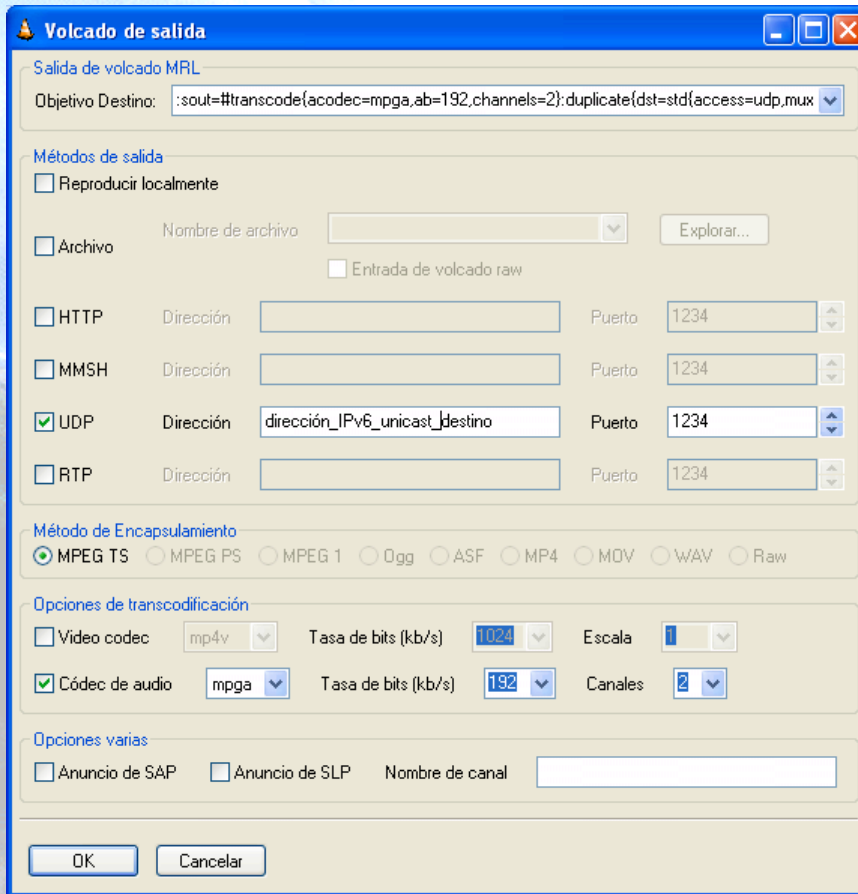 Volcado de salida
Salida de volcado MRL
Objetivo Destino: :sout=#transcode{acodec=mpga,ab=192,channels=2}:duplicate{dst=std{access=udp,mux
Métodos de salida
Reproducir localmente
Archivo Nombre de archivo Explorar...
Entrada de volcado raw
HTTP Dirección Puerto 1234
MMSH Dirección Puerto 1234
UDP Dirección dirección_IPv6_unicast_destino Puerto 1234
RTP Dirección Puerto 1234
Método de Encapsulamiento
MPEG TS MPEG PS MPEG 1 Ogg ASF MP4 MOV WAV Raw
Opciones de transcodificación
Video codec mp4v Tasa de bits (kb/s) 1024 Escala 1
Códec de audio mpga Tasa de bits (kb/s) 192 Canales 2
Opciones varias
Anuncio de SAP Anuncio de SLP Nombre de canal
OK Cancelar